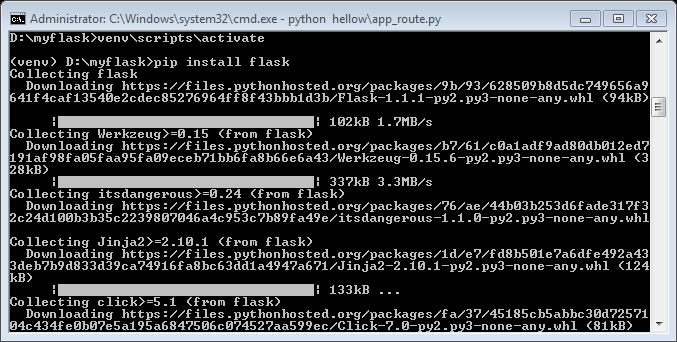 Administrator: C:\Windows\system32\cmd.exe - python  hellow\app_route.py
D:\myflask>venv\scripts\activate
(venv) D:\myflask>pip install flask
Collecting flask
  Downloading https://files.pythonhosted.org/packages/9b/93/628509b8d5dc749656a9
641f4caf13540e2cdec85276964ff8f43bbb1d3b/Flask-1.1.1-py2.py3-none-any.whl (94kB)
     |                                | 102kB 1.7MB/s
Collecting Werkzeug>=0.15 (from flask)
  Downloading https://files.pythonhosted.org/packages/b7/61/c0a1adf9ad80db012ed7
191af98fa05faa95fa09eceb71bb6fa8b66e6a43/Werkzeug-0.15.6-py2.py3-none-any.whl (3
28kB)
     |                                | 337kB 3.3MB/s
Collecting itsdangerous>=0.24 (from flask)
  Downloading https://files.pythonhosted.org/packages/76/ae/44b03b253d6fade317f3
2c24d100b3b35c2239807046a4c953c7b89fa49e/itsdangerous-1.1.0-py2.py3-none-any.whl
Collecting Jinja2>=2.10.1 (from flask)
  Downloading https://files.pythonhosted.org/packages/1d/e7/fd8b501e7a6dfe492a43
3deb7b9d833d39ca74916fa8bc63dd1a4947a671/Jinja2-2.10.1-py2.py3-none-any.whl (124
kB)
     |                                | 133kB ...
Collecting click>=5.1 (from flask)
  Downloading https://files.pythonhosted.org/packages/fa/37/45185cb5abbc30d72571
04c434fe0b07e5a195a6847506c074527aa599ec/Click-7.0-py2.py3-none-any.whl (81kB)